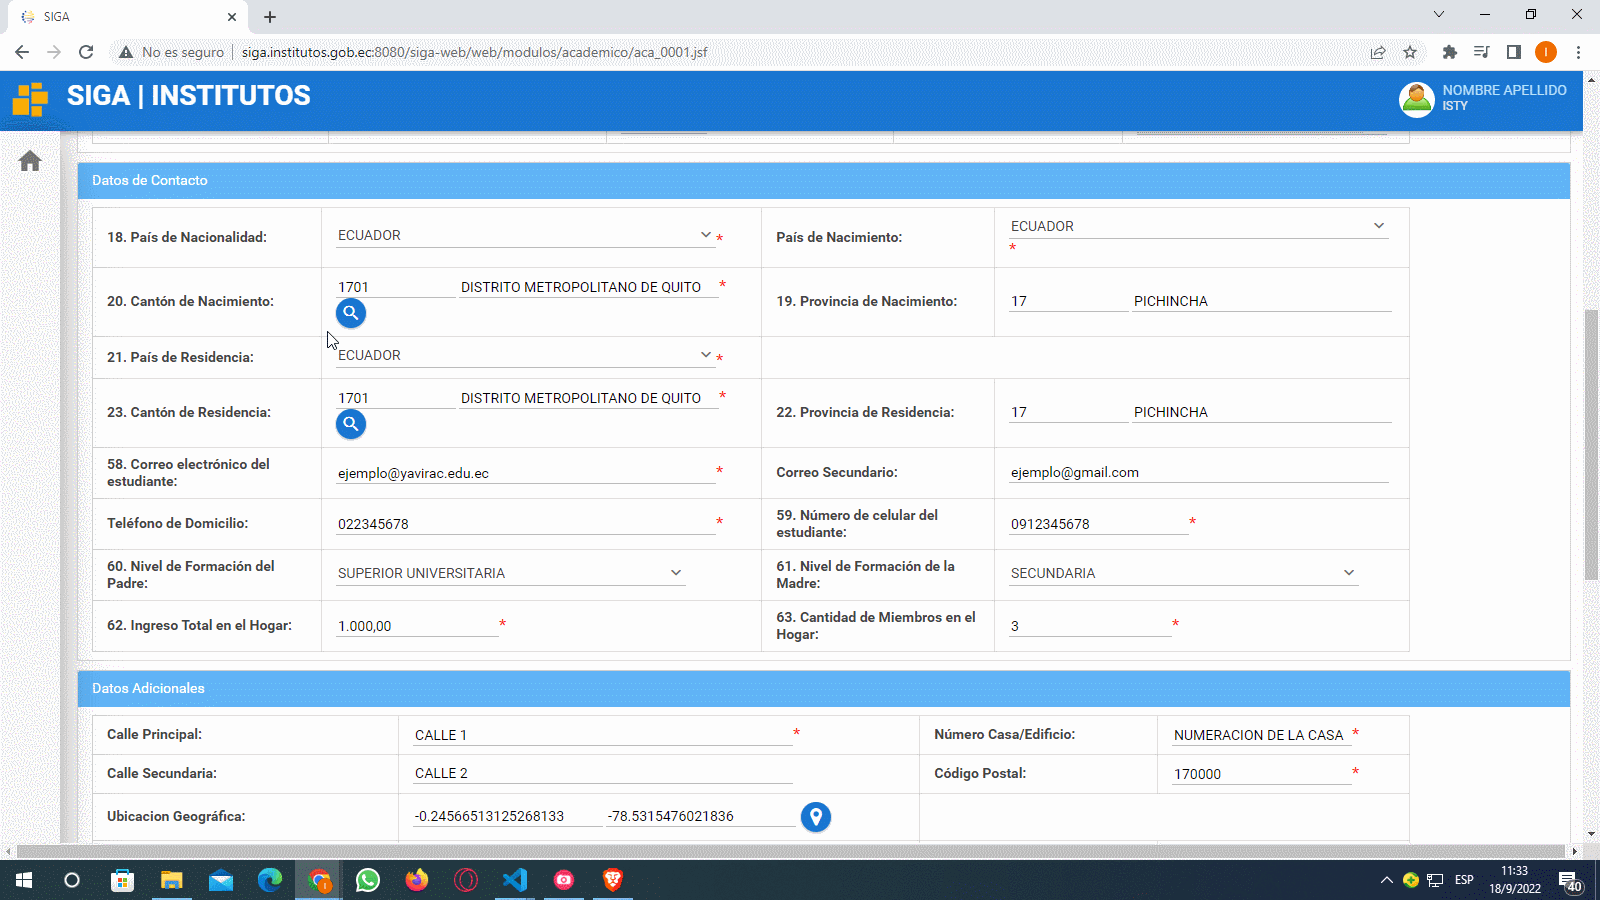 SIGA
No es seguro
siga.institutos.gob.ec:8080/siga-web/web/modulos/academico/aca_0001.jsf
I
SIGA | INSTITUTOS
NOMBRE APELLIDO
ISTY
Datos de Contacto
18. País de Nacionalidad:
ECUADOR
*
País de Nacimiento:
ECUADOR
*
20. Cantón de Nacimiento:
1701
DISTRITO METROPOLITANO DE QUITO
*
19. Provincia de Nacimiento:
17
PICHINCHA
21. País de Residencia:
ECUADOR
*
23. Cantón de Residencia:
1701
DISTRITO METROPOLITANO DE QUITO
*
22. Provincia de Residencia:
17
PICHINCHA
58. Correo electrónico del
estudiante:
ejemplo@yavirac.edu.ec
*
Correo Secundario:
ejemplo@gmail.com
Teléfono de Domicilio:
022345678
*
59. Número de celular del
estudiante:
0912345678
*
60. Nivel de Formación del
Padre:
SUPERIOR UNIVERSITARIA
61. Nivel de Formación de la
Madre:
SECUNDARIA
62. Ingreso Total en el Hogar:
1.000,00
*
63. Cantidad de Miembros en el
Hogar:
3
*
Datos Adicionales
Calle Principal:
CALLE 1
*
Número Casa/Edificio:
NUMERACION DE LA CASA
*
Calle Secundaria:
CALLE 2
Código Postal:
170000
*
Ubicacion Geográfica:
-0.24566513125268133
-78.5315476021836
ESP
11:33
18/9/2022
40